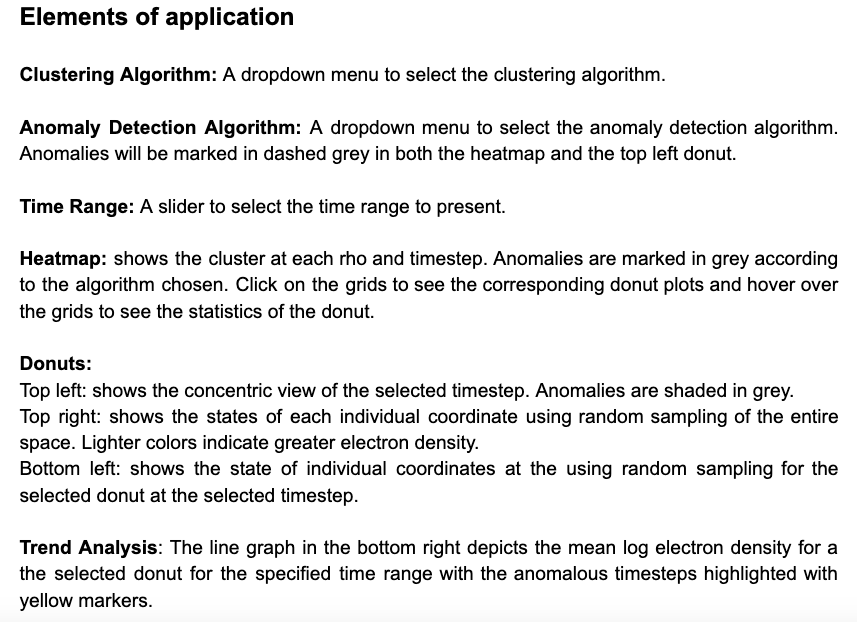 Elements of application
Clustering Algorithm: A dropdown menu to select the clustering algorithm.
Anomaly Detection Algorithm: A dropdown menu to select the anomaly detection algorithm.
Anomalies will be marked in dashed grey in both the heatmap and the top left donut.
Time Range: A slider to select the time range to present.
Heatmap: shows the cluster at each rho and timestep. Anomalies are marked in grey according
to the algorithm chosen. Click on the grids to see the corresponding donut plots and hover over
the grids to see the statistics of the donut.
Donuts:
Top left: shows the concentric view of the selected timestep. Anomalies are shaded in grey.
Top right: shows the states of each individual coordinate using random sampling of the entire
space. Lighter colors indicate greater electron density.
Bottom left: shows the state of individual coordinates at the using random sampling for the
selected donut at the selected timestep.
Trend Analysis: The line graph in the bottom right depicts the mean log electron density for a
the selected donut for the specified time range with the anomalous timesteps highlighted with
yellow markers.